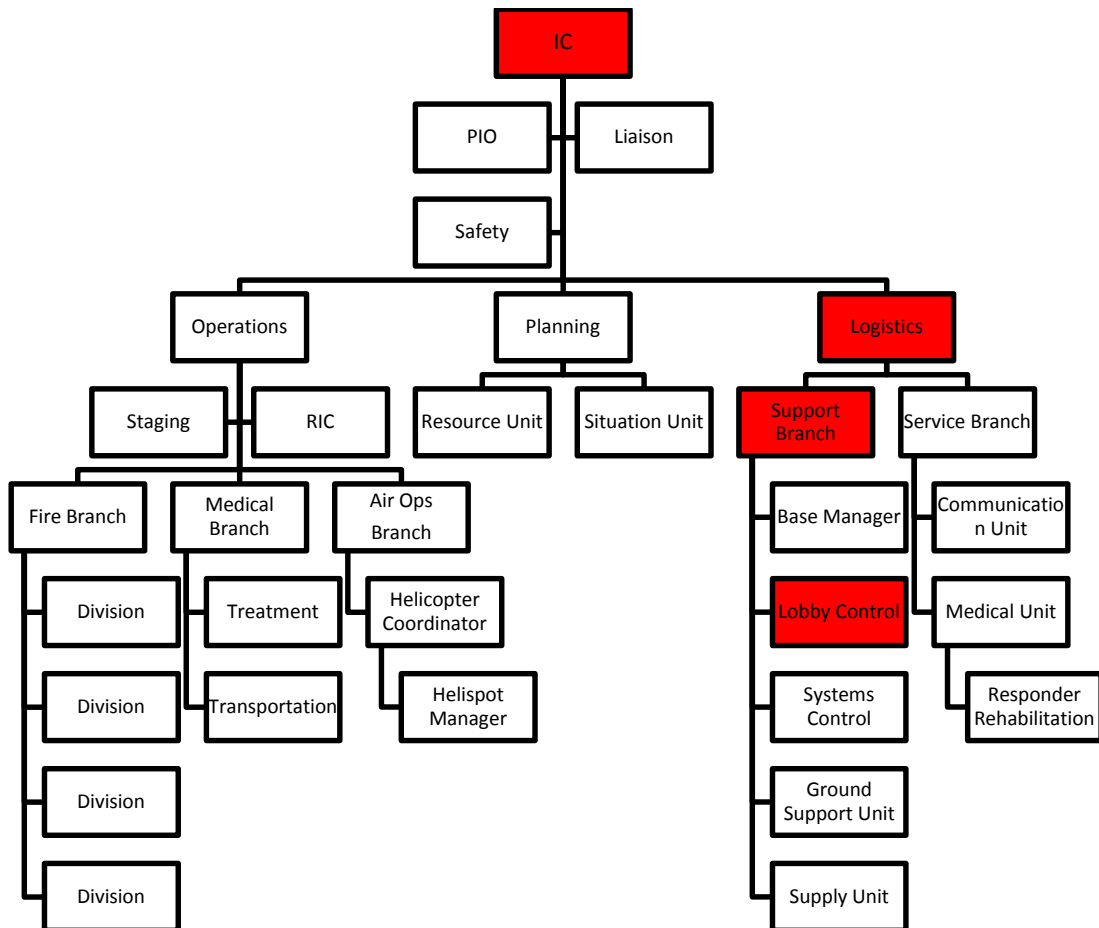 IC
PIO
Liaison
Safety
Operations
Planning
Logistics
Staging
RIC
Resource Unit
Situation Unit
Support
Branch
Service Branch
Fire Branch
Medical
Branch
Air Ops
Branch
Base Manager
Communicatio
n Unit
Division
Treatment
Helicopter
Coordinator
Lobby Control
Medical Unit
Division
Transportation
Helispot
Manager
Systems
Control
Responder
Rehabilitation
Division
Ground
Support Unit
Division
Supply Unit